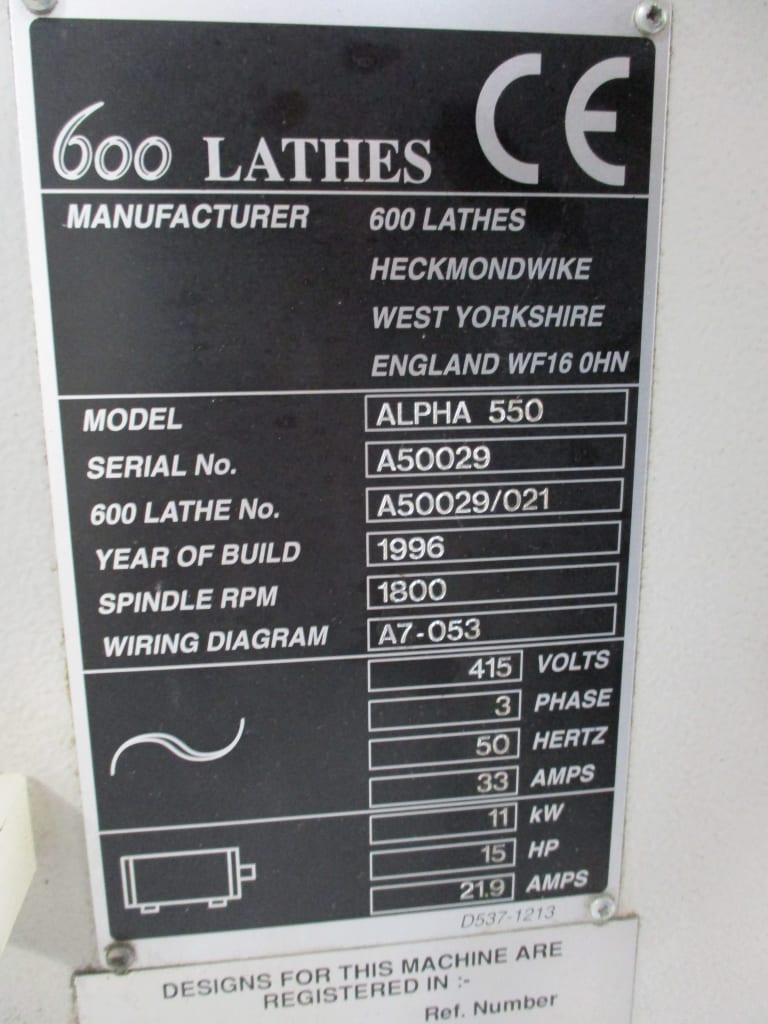 600 LATHES CE
MANUFACTURER 600 LATHES
HECKMONDWIKE
WEST YORKSHIRE
ENGLAND WF16 0HN
MODEL ALPHA 550
SERIAL No. A50029
600 LATHE No. A50029/021
YEAR OF BUILD 1996
SPINDLE RPM 1800
WIRING DIAGRAM A7-053
415 VOLTS
3 PHASE
50 HERTZ
33 AMPS
11 kW
15 HP
21.9 AMPS
D537-1213
DESIGNS FOR THIS MACHINE ARE
REGISTERED IN :-
Ref. Number